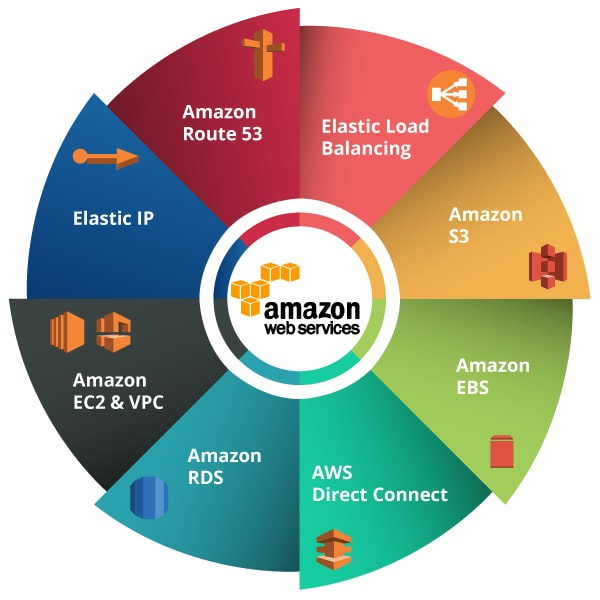 Amazon
Route 53
Elastic Load
Balancing
Elastic IP
Amazon
S3
amazon
web services
Amazon
EC2 & VPC
Amazon
EBS
Amazon
RDS
AWS
Direct Connect